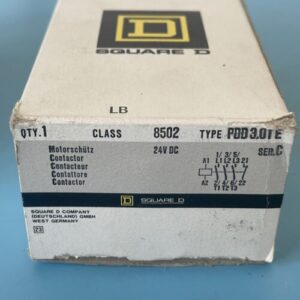 D
SQUARE D
LB
QTY.1 CLASS 8502 TYPE PDD3.01E
Motorschütz 24V DC SER.C
Contactor
Contacteur
Contattore
Contactor
1/ 3/ 5/
A1 L1 L2 L3 21
A2 2/ 4/ 6/ 22
T1 T2 T3
D SQUARE D
SQUARE D COMPANY
(DEUTSCHLAND) GMBH
WEST GERMANY
23